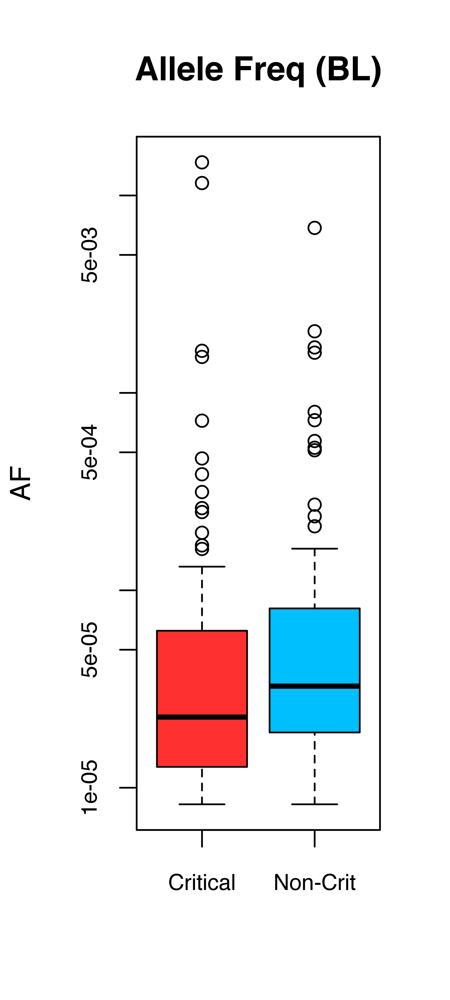 Allele Freq (BL)
AF
5e-03
5e-04
5e-05
1e-05
Critical Non-Crit